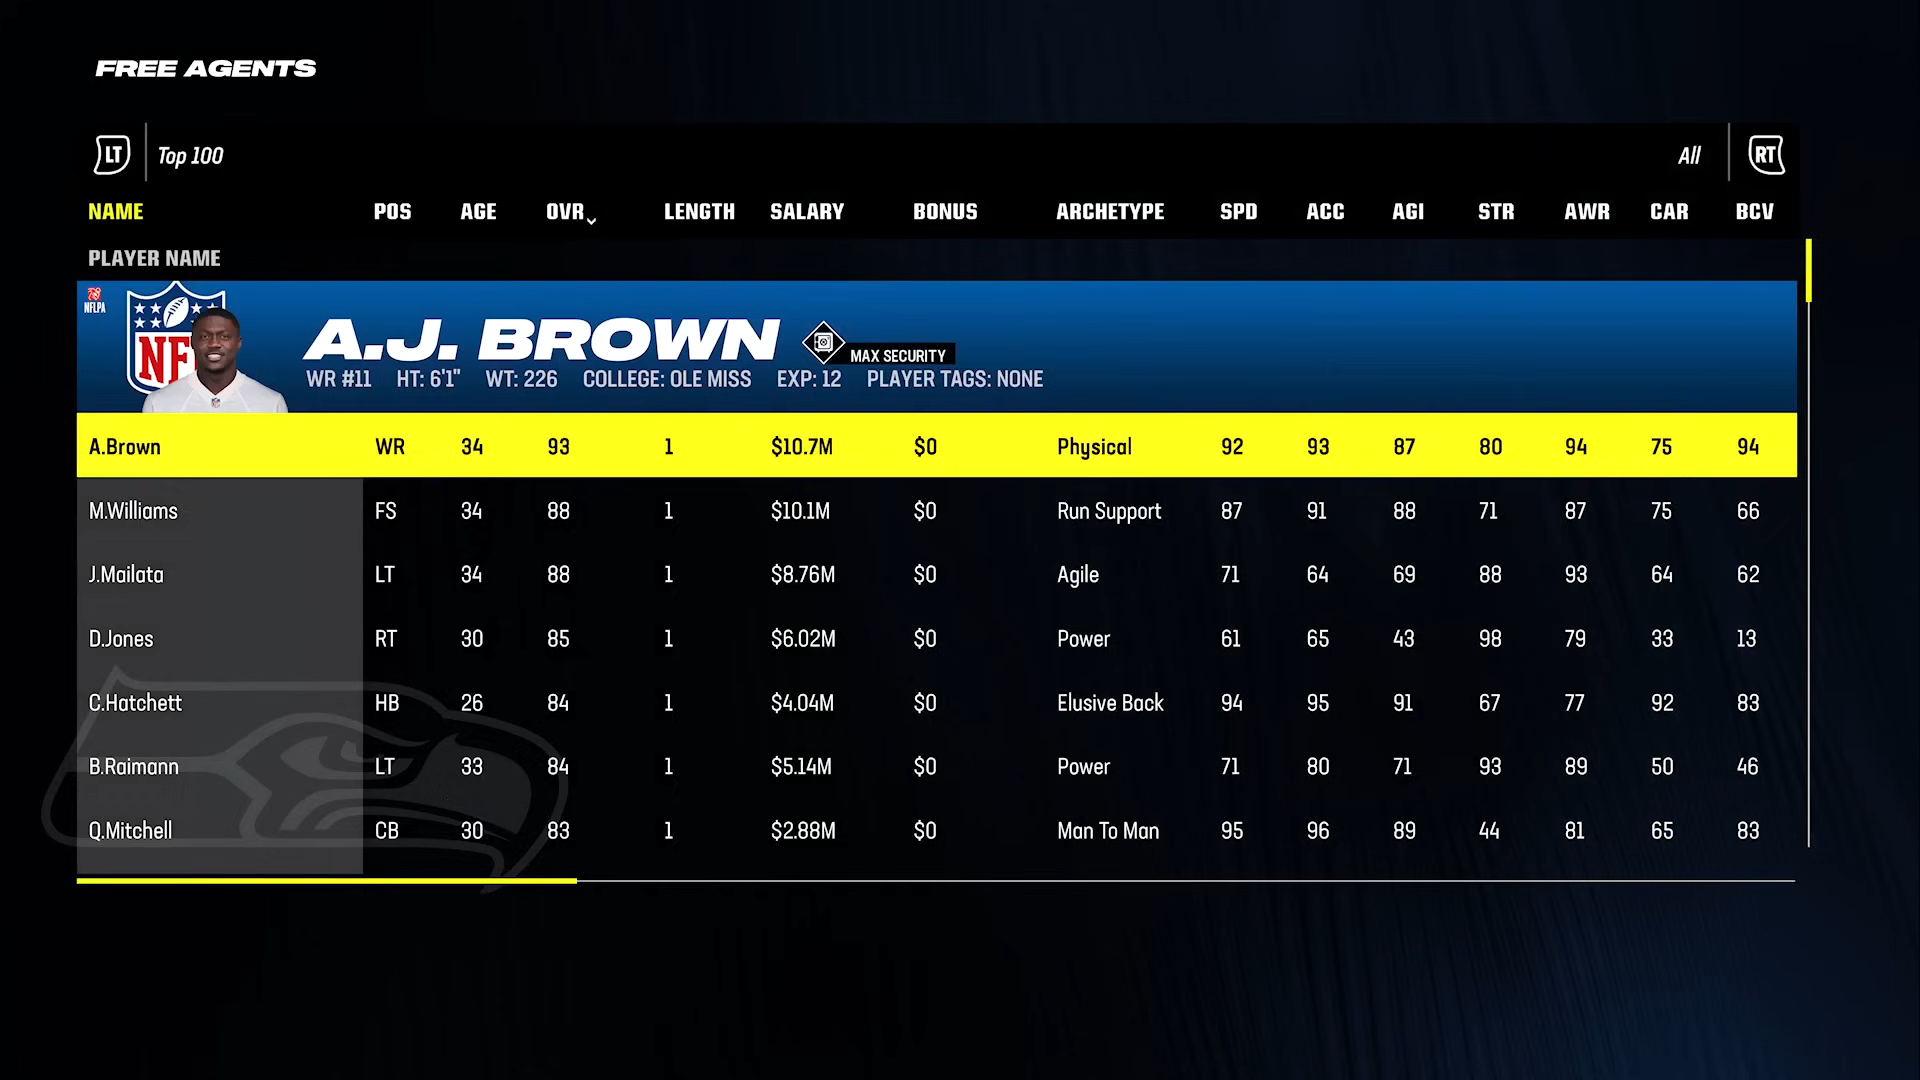 FREE AGENTS
LT Top 100 All RT
NAME POS AGE OVR LENGTH SALARY BONUS ARCHETYPE SPD ACC AGI STR AWR CAR BCV
PLAYER NAME
NFLPA
A.J. BROWN MAX SECURITY
WR #11 HT: 6'1" WT: 226 COLLEGE: OLE MISS EXP: 12 PLAYER TAGS: NONE
A.Brown WR 34 93 1 $10.7M $0 Physical 92 93 87 80 94 75 94
M.Williams FS 34 88 1 $10.1M $0 Run Support 87 91 88 71 87 75 66
J.Mailata LT 34 88 1 $8.76M $0 Agile 71 64 69 88 93 64 62
D.Jones RT 30 85 1 $6.02M $0 Power 61 65 43 98 79 33 13
C.Hatchett HB 26 84 1 $4.04M $0 Elusive Back 94 95 91 67 77 92 83
B.Raimann LT 33 84 1 $5.14M $0 Power 71 80 71 93 89 50 46
Q.Mitchell CB 30 83 1 $2.88M $0 Man To Man 95 96 89 44 81 65 83